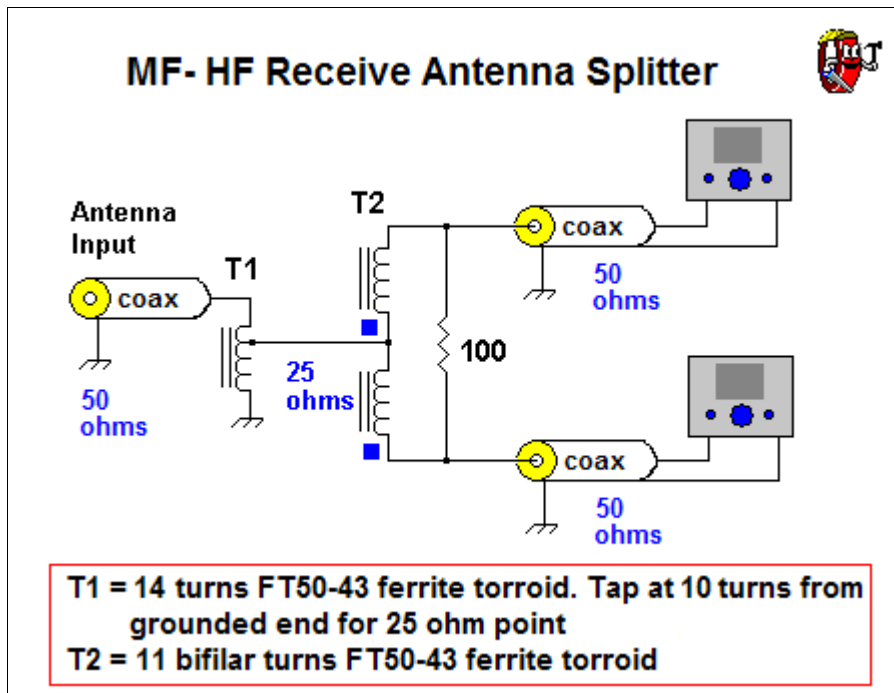 MF- HF Receive Antenna Splitter
Antenna
Input
T1
T2
coax
50
ohms
25
ohms
100
coax
50
ohms
coax
50
ohms
T1 = 14 turns FT50-43 ferrite torroid. Tap at 10 turns from
grounded end for 25 ohm point
T2 = 11 bifilar turns FT50-43 ferrite torroid